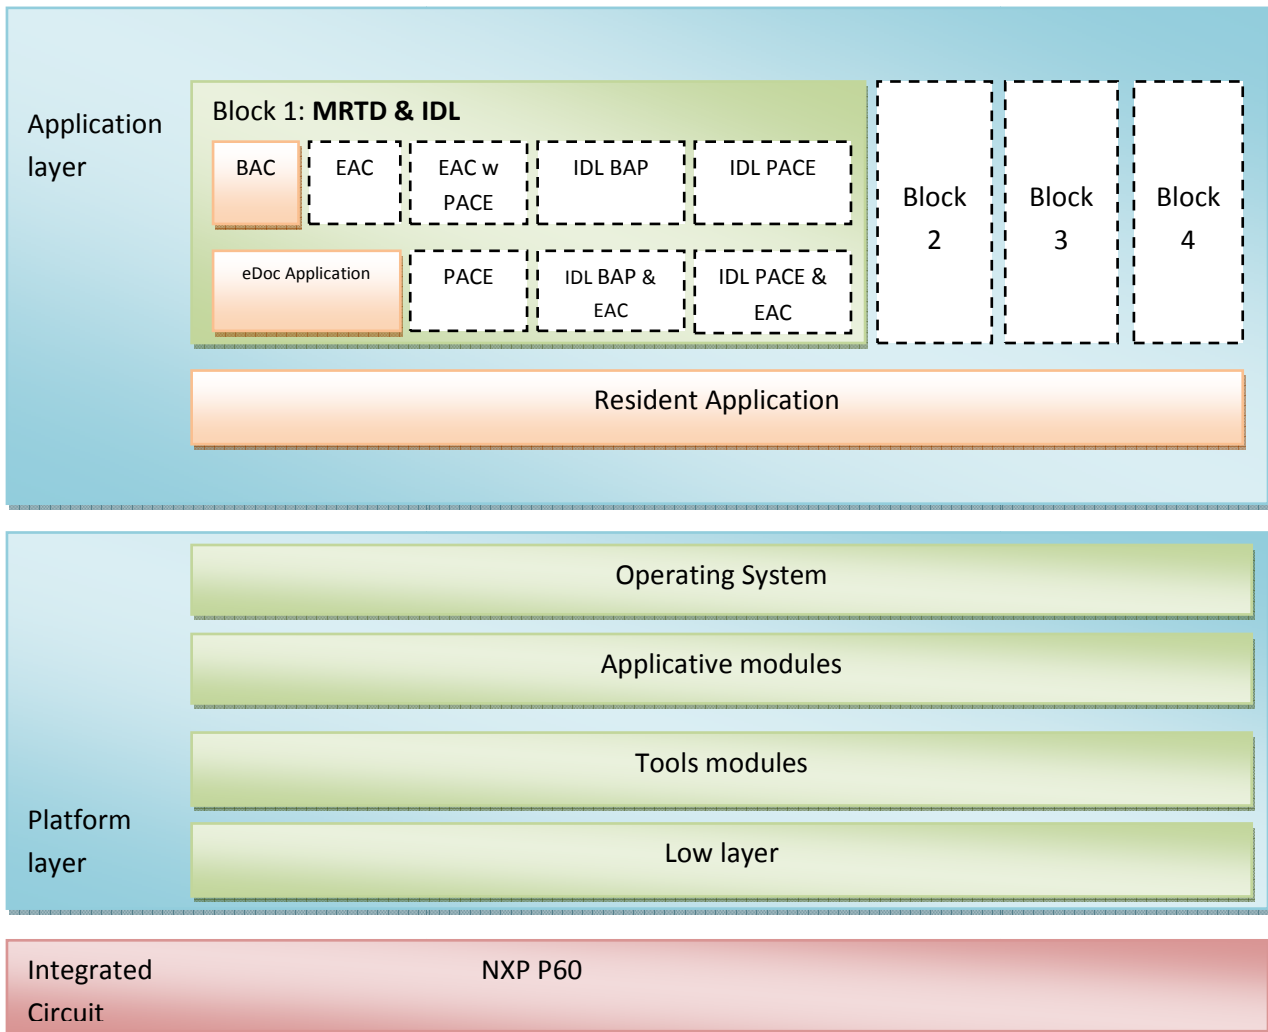 Application
layer
Block 1: MRTD & IDL
BAC
EAC
EAC w
PACE
IDL BAP
IDL PACE
eDoc Application
PACE
IDL BAP &
EAC
IDL PACE &
EAC
Block
2
Block
3
Block
4
Resident Application
Operating System
Applicative modules
Tools modules
Platform
layer
Low layer
Integrated
Circuit
NXP P60